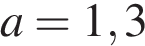 a = 1, 3